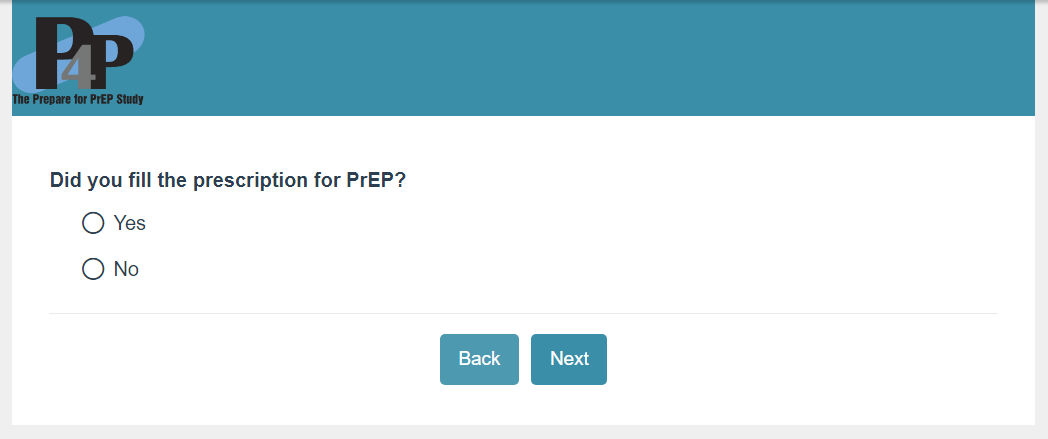 P4P
The Prepare for PrEP Study
Did you fill the prescription for PrEP?
Yes
No
Back
Next